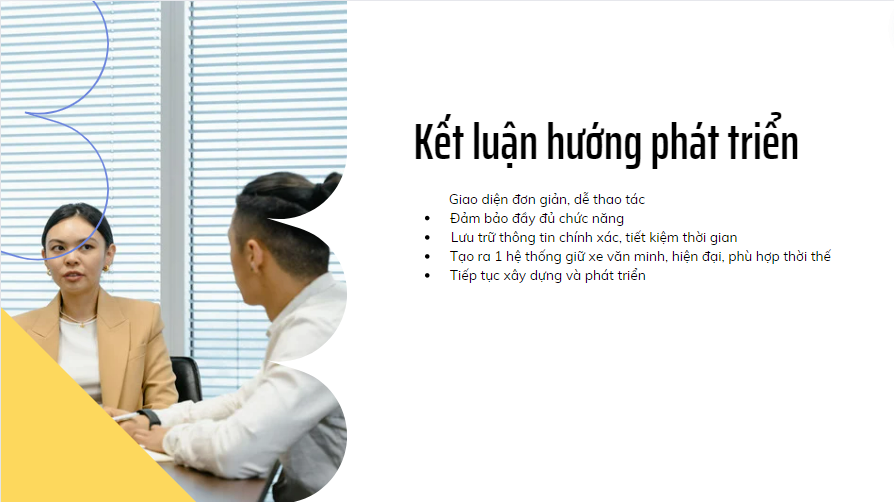 Kết luận hướng phát triển
Giao diện đơn giản, dễ thao tác
• Đảm bảo đầy đủ chức năng
• Lưu trữ thông tin chính xác, tiết kiệm thời gian
• Tạo ra 1 hệ thống giữ xe văn minh, hiện đại, phù hợp thời thế
• Tiếp tục xây dựng và phát triển